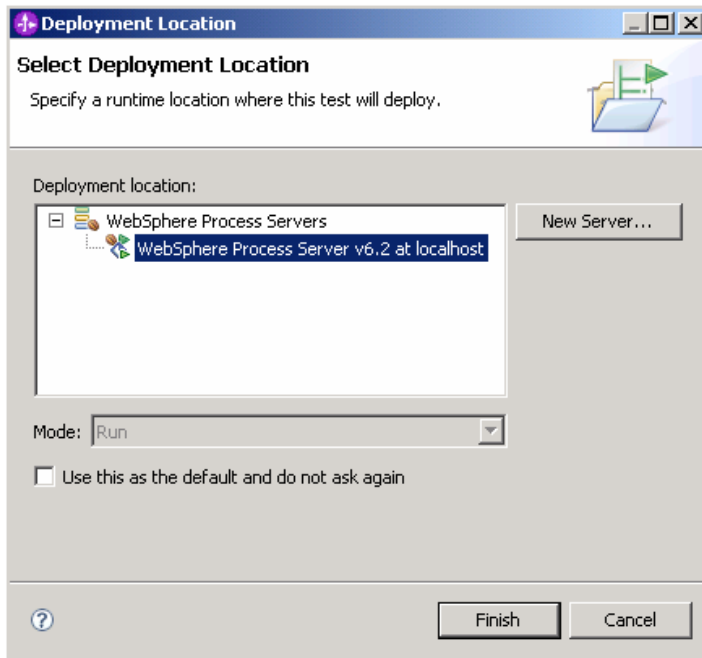 Deployment Location
Select Deployment Location
Specify a runtime location where this test will deploy.
Deployment location:
WebSphere Process Servers
New Server...
WebSphere Process Server v6.2 at localhost
Mode: Run
Use this as the default and do not ask again
?
Finish Cancel